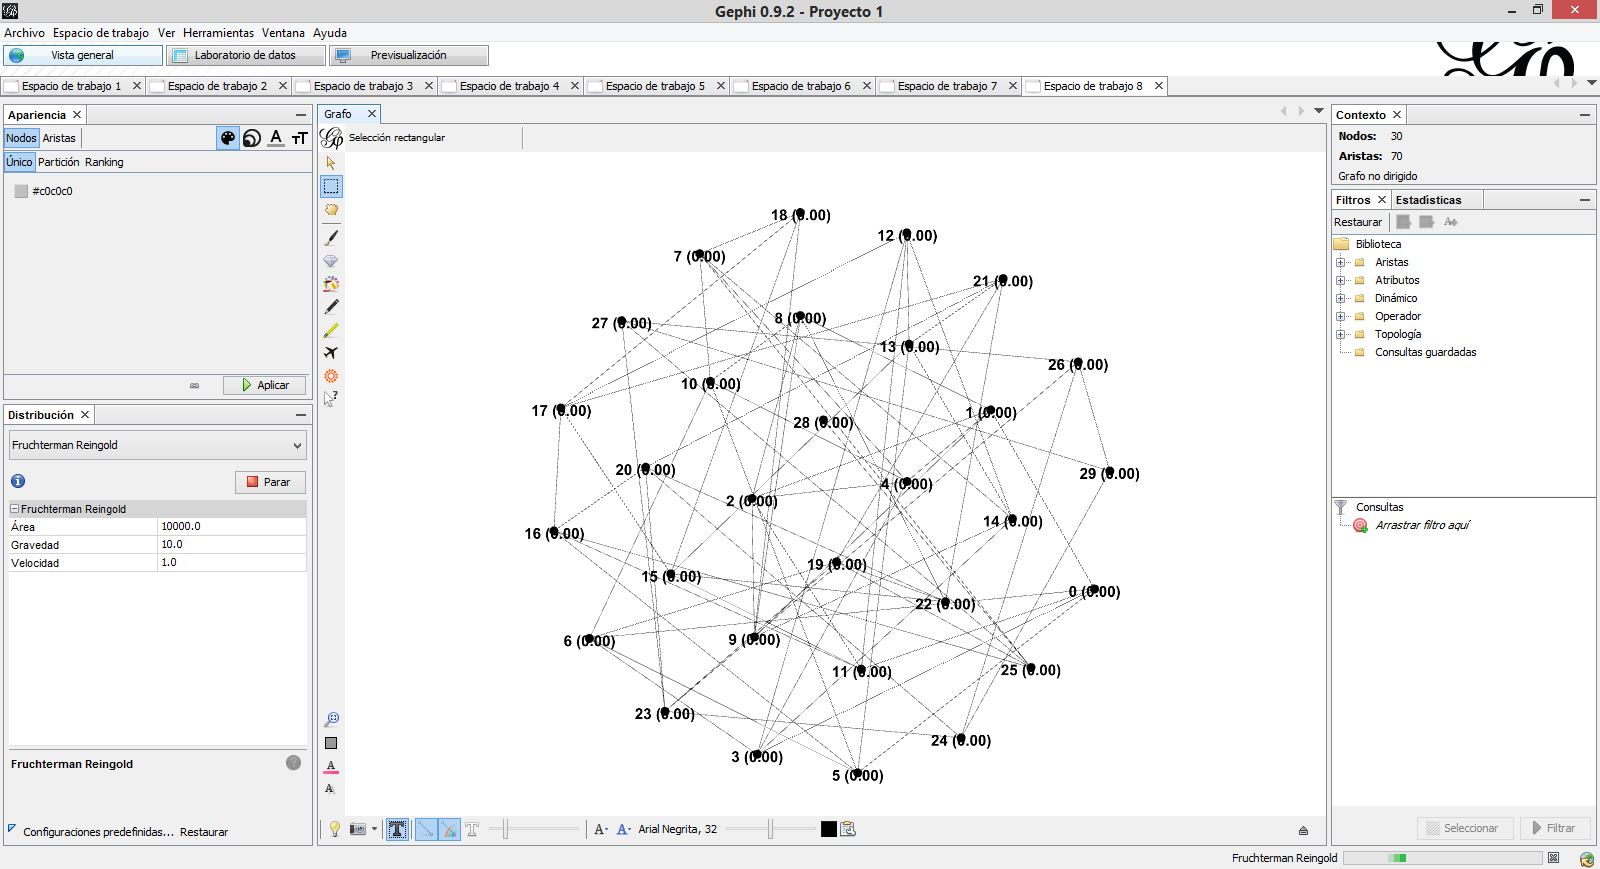 Gephi 0.9.2 - Proyecto 1
Archivo Espacio de trabajo Ver Herramientas Ventana Ayuda
Vista general Laboratorio de datos Previsualización
Espacio de trabajo 1 Espacio de trabajo 2 Espacio de trabajo 3 Espacio de trabajo 4 Espacio de trabajo 5 Espacio de trabajo 6 Espacio de trabajo 7 Espacio de trabajo 8
Apariencia
Nodos Aristas
Único Partición Ranking
#c0c0c0
Aplicar
Distribución
Fruchterman Reingold
Parar
Fruchterman Reingold
Área 10000.0
Gravedad 10.0
Velocidad 1.0
Fruchterman Reingold
Configuraciones predefinidas... Restaurar
Grafo
Selección rectangular
18 (0.00)
12 (0.00)
7 (0.00)
21 (0.00)
27 (0.00)
8 (0.00)
13 (0.00)
26 (0.00)
10 (0.00)
17 (0.00)
1 (0.00)
28 (0.00)
20 (0.00)
29 (0.00)
4 (0.00)
2 (0.00)
14 (0.00)
16 (0.00)
19 (0.00)
15 (0.00)
0 (0.00)
22 (0.00)
6 (0.00)
9 (0.00)
11 (0.00)
25 (0.00)
23 (0.00)
24 (0.00)
3 (0.00)
5 (0.00)
Arial Negrita, 32
Contexto
Nodos: 30
Aristas: 70
Grafo no dirigido
Filtros Estadísticas
Restaurar
Biblioteca
Aristas
Atributos
Dinámico
Operador
Topología
Consultas guardadas
Consultas
Arrastrar filtro aquí
Seleccionar Filtrar
Fruchterman Reingold